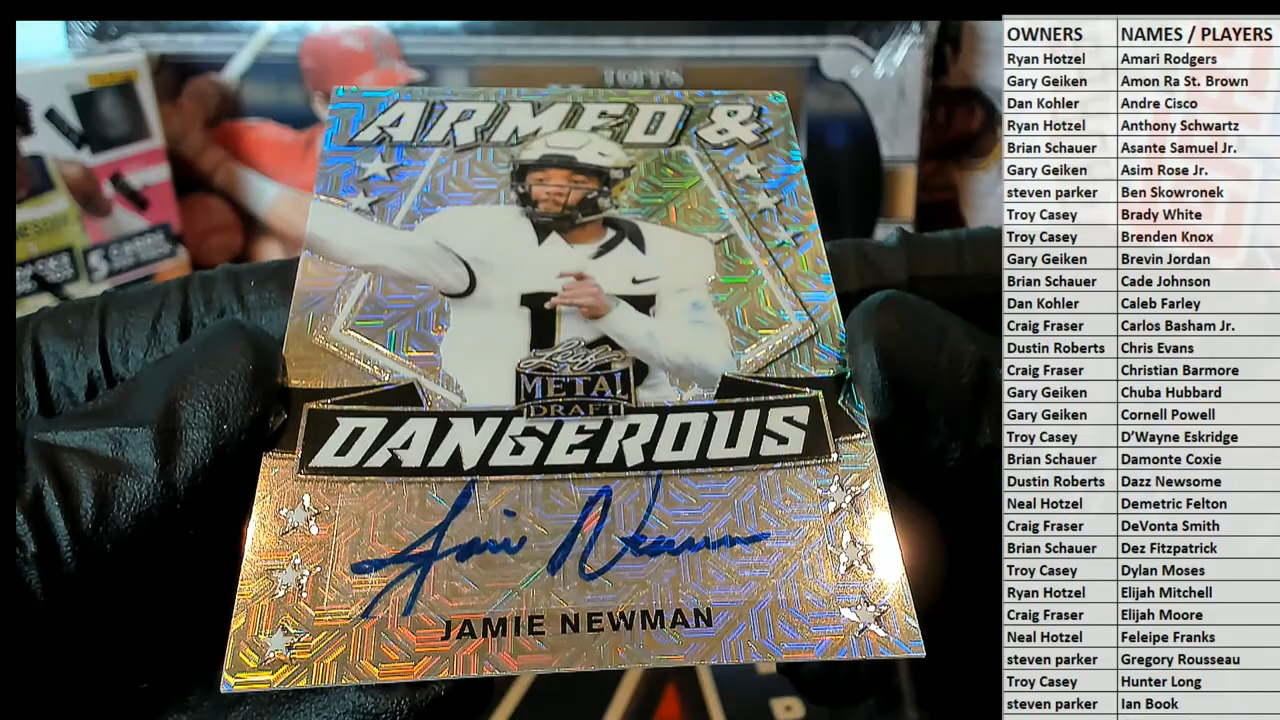 TOPPS
ARMED &
Leaf
METAL
DRAFT
DANGEROUS
Jamie Newman
JAMIE NEWMAN
OWNERS NAMES / PLAYERS
Ryan Hotzel Amari Rodgers
Gary Geiken Amon Ra St. Brown
Dan Kohler Andre Cisco
Ryan Hotzel Anthony Schwartz
Brian Schauer Asante Samuel Jr.
Gary Geiken Asim Rose Jr.
steven parker Ben Skowronek
Troy Casey Brady White
Troy Casey Brenden Knox
Gary Geiken Brevin Jordan
Brian Schauer Cade Johnson
Dan Kohler Caleb Farley
Craig Fraser Carlos Basham Jr.
Dustin Roberts Chris Evans
Craig Fraser Christian Barmore
Gary Geiken Chuba Hubbard
Gary Geiken Cornell Powell
Troy Casey D'Wayne Eskridge
Brian Schauer Damonte Coxie
Dustin Roberts Dazz Newsome
Neal Hotzel Demetric Felton
Craig Fraser DeVonta Smith
Brian Schauer Dez Fitzpatrick
Troy Casey Dylan Moses
Ryan Hotzel Elijah Mitchell
Craig Fraser Elijah Moore
Neal Hotzel Feleipe Franks
steven parker Gregory Rousseau
Troy Casey Hunter Long
steven parker Ian Book